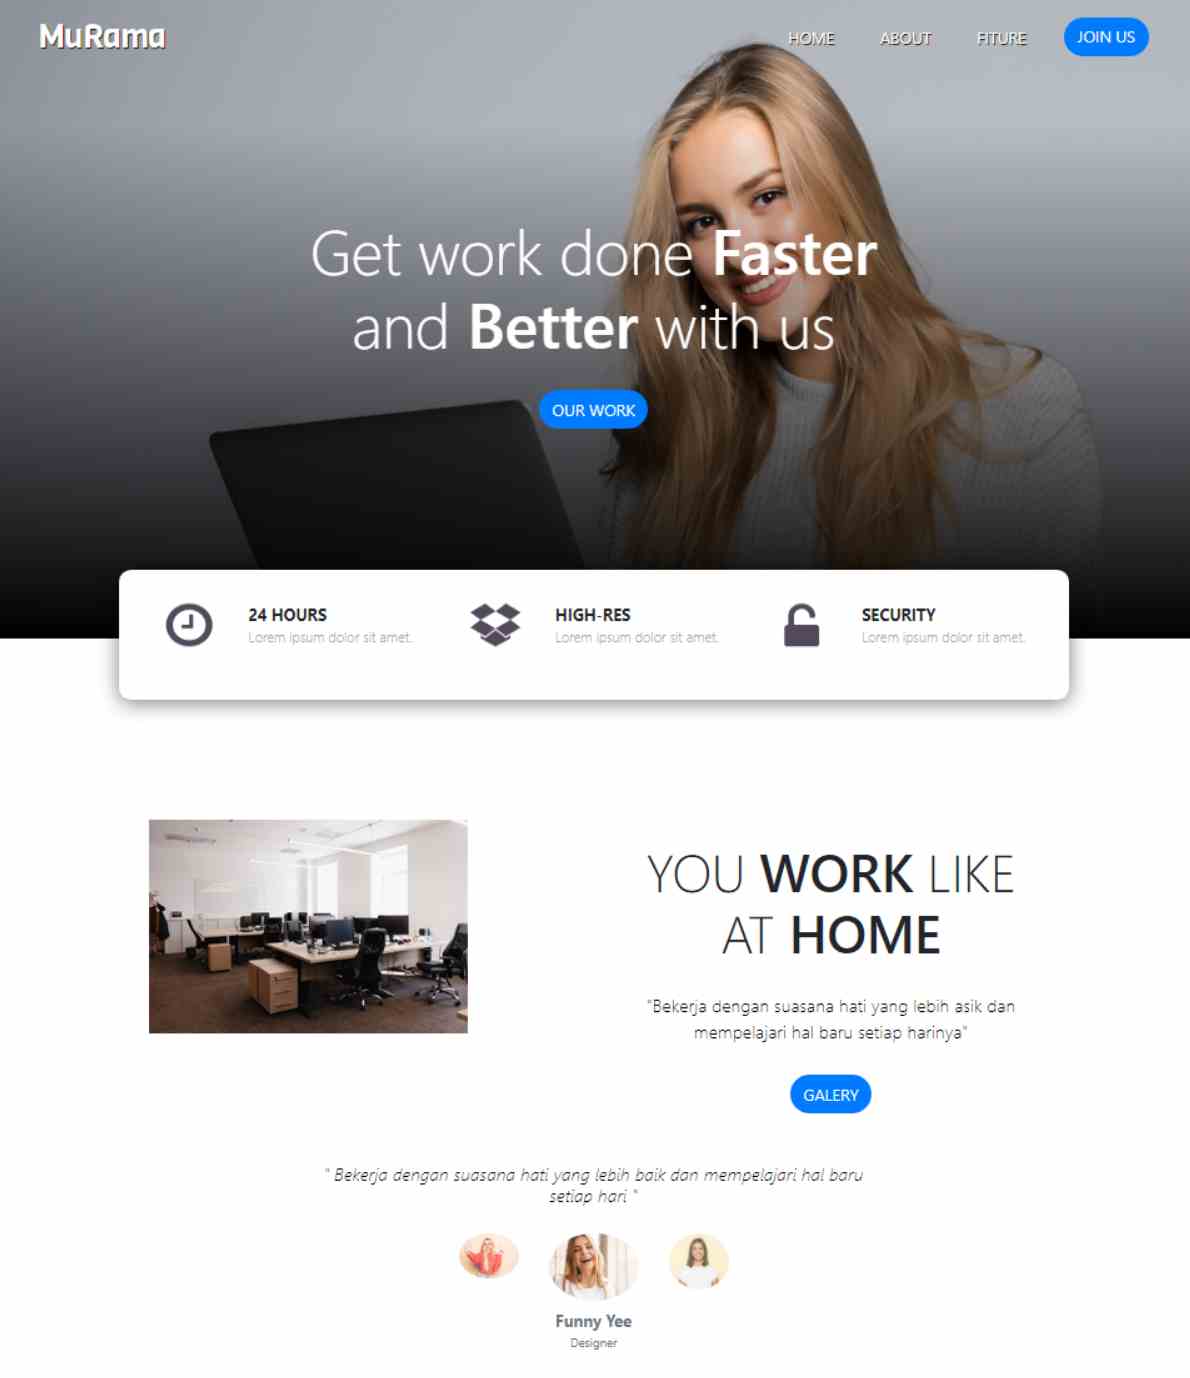 MuRama
HOME ABOUT FITURE JOIN US
Get work done Faster
and Better with us
OUR WORK
24 HOURS
Lorem ipsum dolor sit amet.
HIGH-RES
Lorem ipsum dolor sit amet.
SECURITY
Lorem ipsum dolor sit amet.
YOU WORK LIKE
AT HOME
"Bekerja dengan suasana hati yang lebih asik dan
mempelajari hal baru setiap harinya"
GALERY
" Bekerja dengan suasana hati yang lebih baik dan mempelajari hal baru
setiap hari "
Funny Yee
Designer